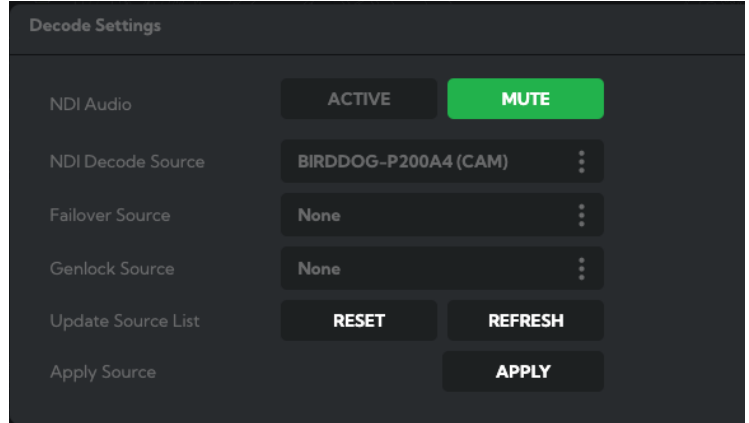 Decode Settings
NDI Audio ACTIVE MUTE
NDI Decode Source BIRDDOG-P200A4 (CAM)
Failover Source None
Genlock Source None
Update Source List RESET REFRESH
Apply Source APPLY